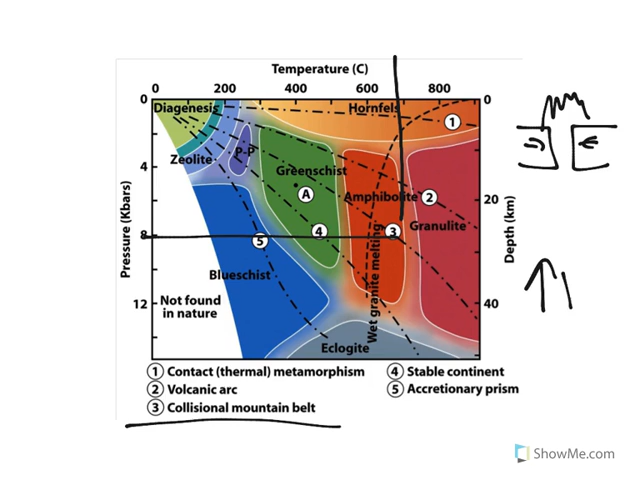 Temperature (C)
0 200 400 600 800
0 Diagenesis Hornfels 0
1
Zeolite P-P
4 Greenschist
A Amphibolite 2 20
Granulite
4 3
8 5
Pressure (Kbars)
Depth (km)
Wet granite melting
Blueschist
12 Not found 40
in nature
Eclogite
1 Contact (thermal) metamorphism 4 Stable continent
2 Volcanic arc 5 Accretionary prism
3 Collisional mountain belt
ShowMe.com